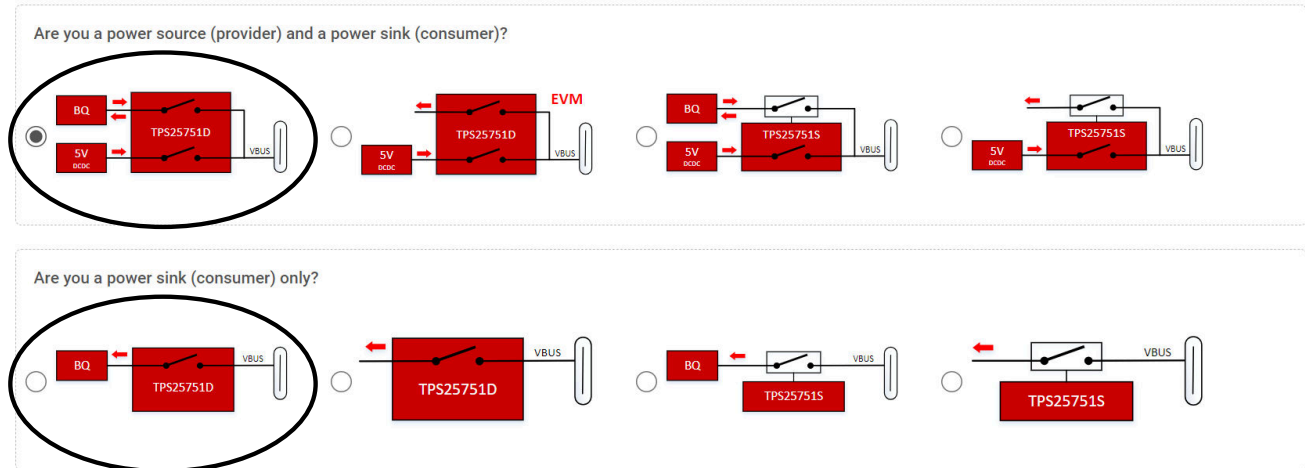 Are you a power source (provider) and a power sink (consumer)?
BQ
TPS25751D
5V
DCDC
VBUS
EVM
TPS25751D
5V
DCDC
VBUS
BQ
TPS25751S
5V
DCDC
VBUS
TPS25751S
5V
DCDC
VBUS
Are you a power sink (consumer) only?
BQ
VBUS
TPS25751D
VBUS
TPS25751D
BQ
VBUS
TPS25751S
VBUS
TPS25751S